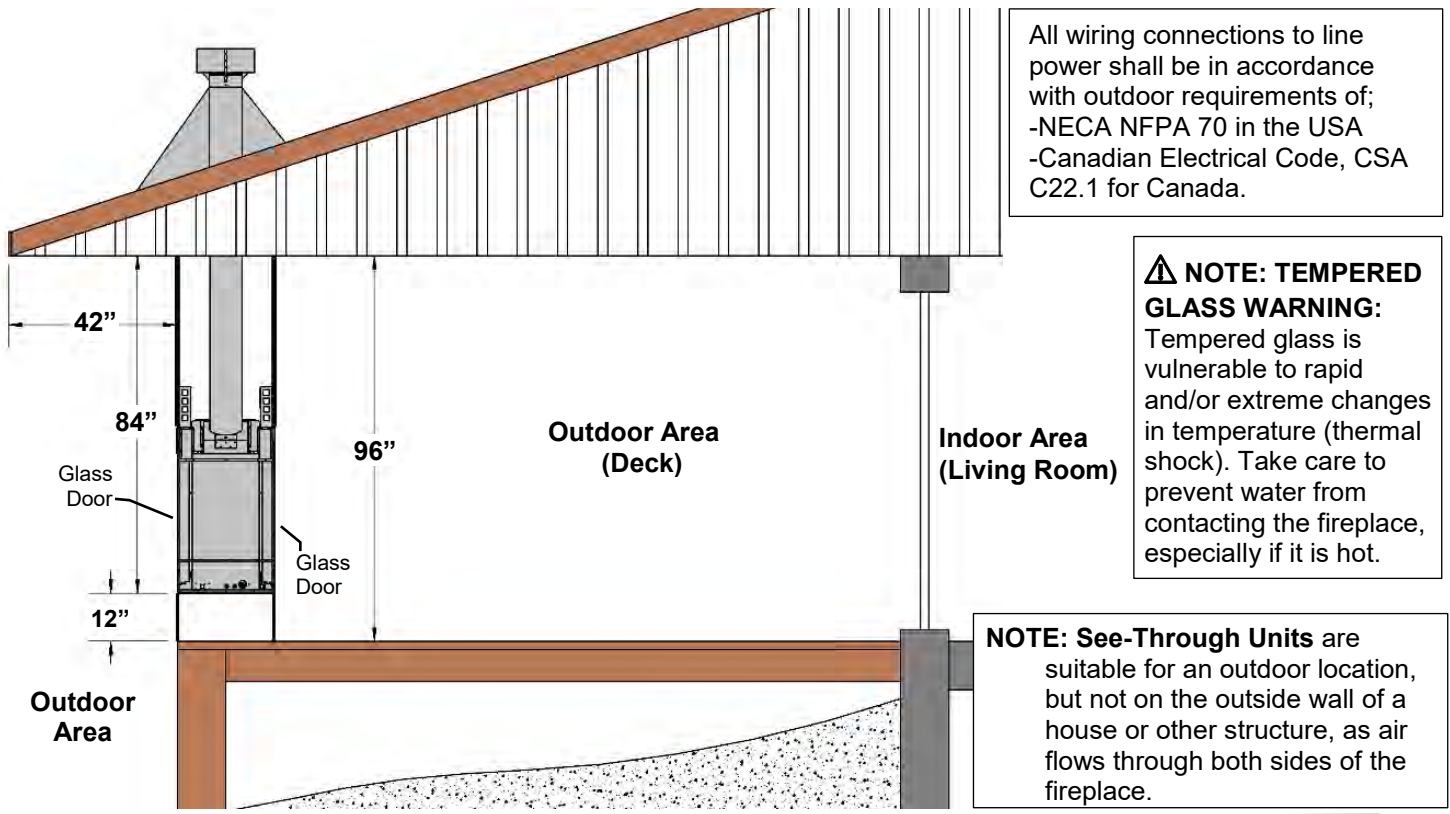 All wiring connections to line
power shall be in accordance
with outdoor requirements of;
-NECA NFPA 70 in the USA
-Canadian Electrical Code, CSA
C22.1 for Canada.
⚠ NOTE: TEMPERED
GLASS WARNING:
Tempered glass is
vulnerable to rapid
and/or extreme changes
in temperature (thermal
shock). Take care to
prevent water from
contacting the fireplace,
especially if it is hot.
42”
84”
96”
Outdoor Area
(Deck)
Indoor Area
(Living Room)
Glass
Door
Glass
Door
12”
Outdoor
Area
NOTE: See-Through Units are
suitable for an outdoor location,
but not on the outside wall of a
house or other structure, as air
flows through both sides of the
fireplace.